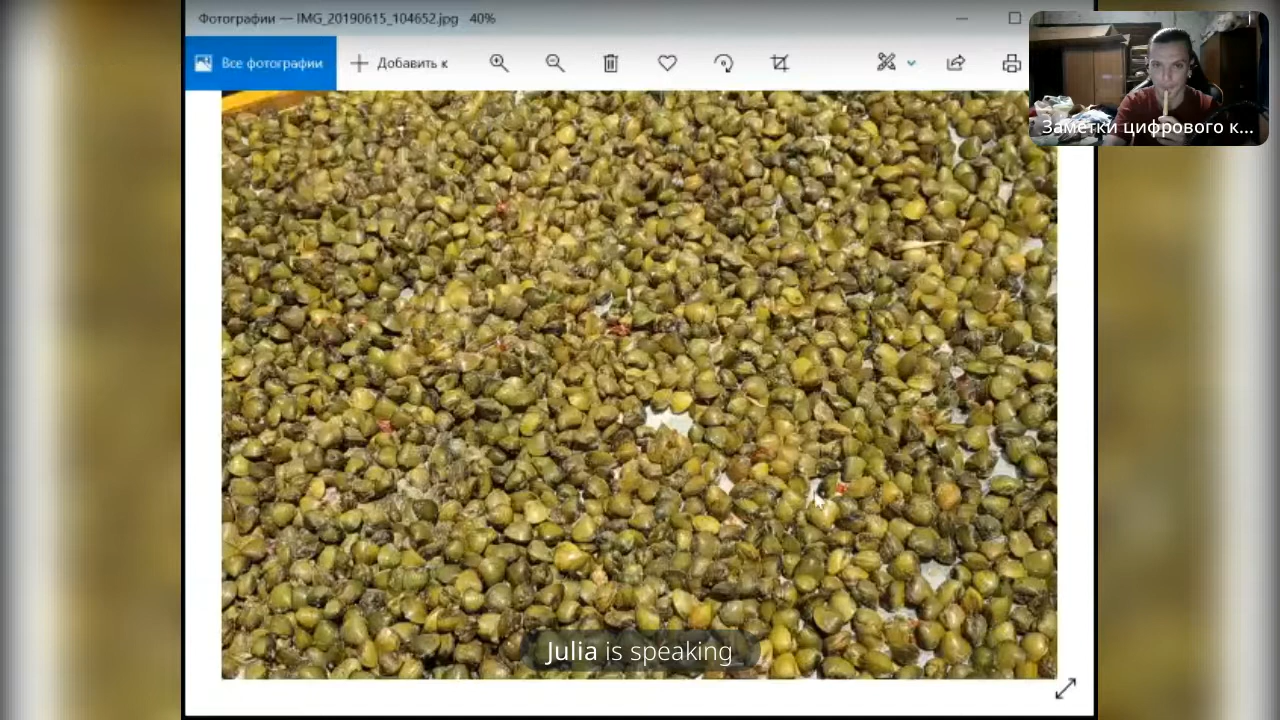 Фотографии — IMG_20190615_104652.jpg 40%
Все фотографии
Добавить к
Заметки цифрового к...
Julia is speaking